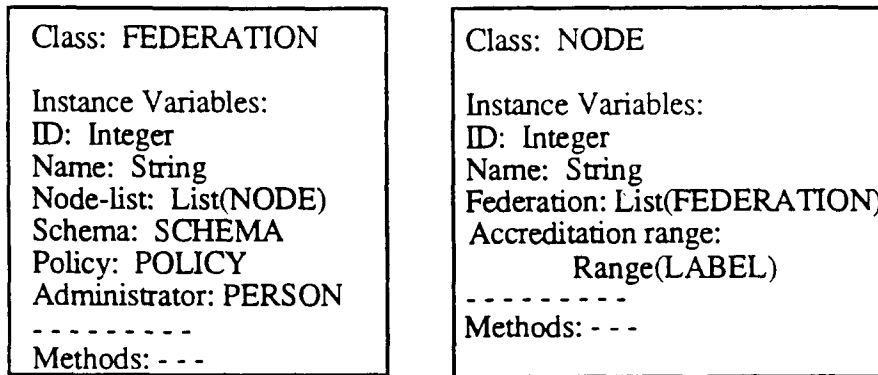 Class: FEDERATION
Instance Variables:
ID: Integer
Name: String
Node-list: List(NODE)
Schema: SCHEMA
Policy: POLICY
Administrator: PERSON
- - - - - - - - -
Methods: - - -
Class: NODE
Instance Variables:
ID: Integer
Name: String
Federation: List(FEDERATION)
Accreditation range:
Range(LABEL)
- - - - - - - - -
Methods: - - -